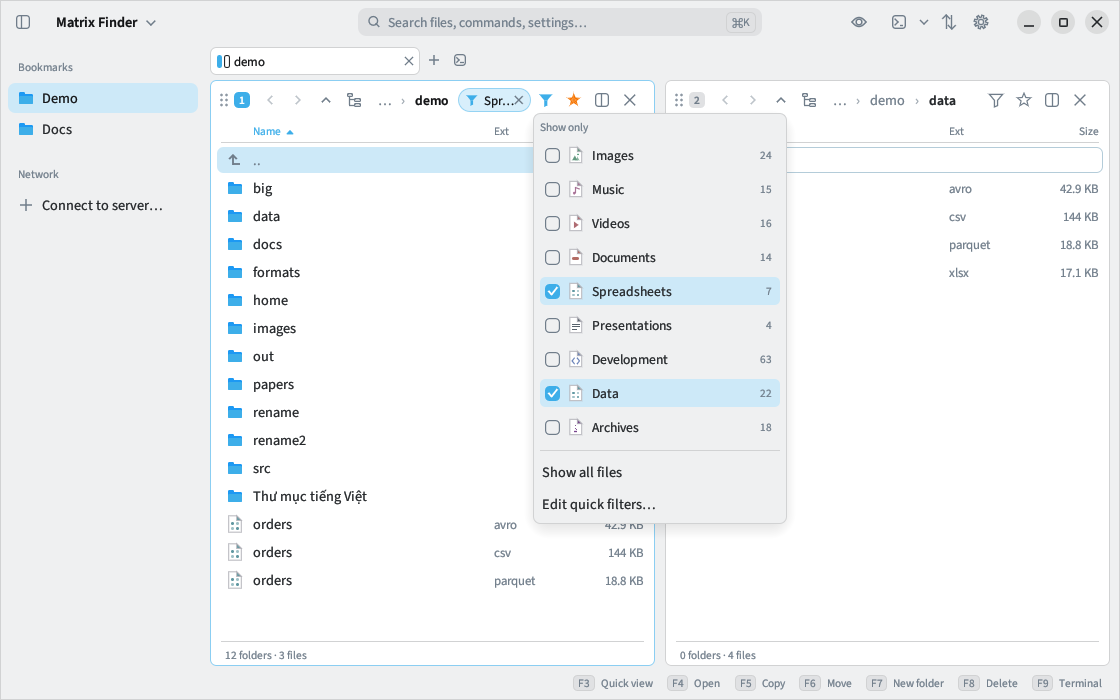 Matrix Finder
Search files, commands, settings… ⌘K
Bookmarks
Demo
Docs
Network
Connect to server…
demo
1 … › demo Spr…
Name Ext
..
big
data
docs
formats
home
images
out
papers
rename
rename2
src
Thư mục tiếng Việt
orders avro 42.9 KB
orders csv 144 KB
orders parquet 18.8 KB
12 folders · 3 files
Show only
Images 24
Music 15
Videos 16
Documents 14
Spreadsheets 7
Presentations 4
Development 63
Data 22
Archives 18
Show all files
Edit quick filters…
2 … › demo › data
Ext Size
avro 42.9 KB
csv 144 KB
parquet 18.8 KB
xlsx 17.1 KB
0 folders · 4 files
F3 Quick view F4 Open F5 Copy F6 Move F7 New folder F8 Delete F9 Terminal